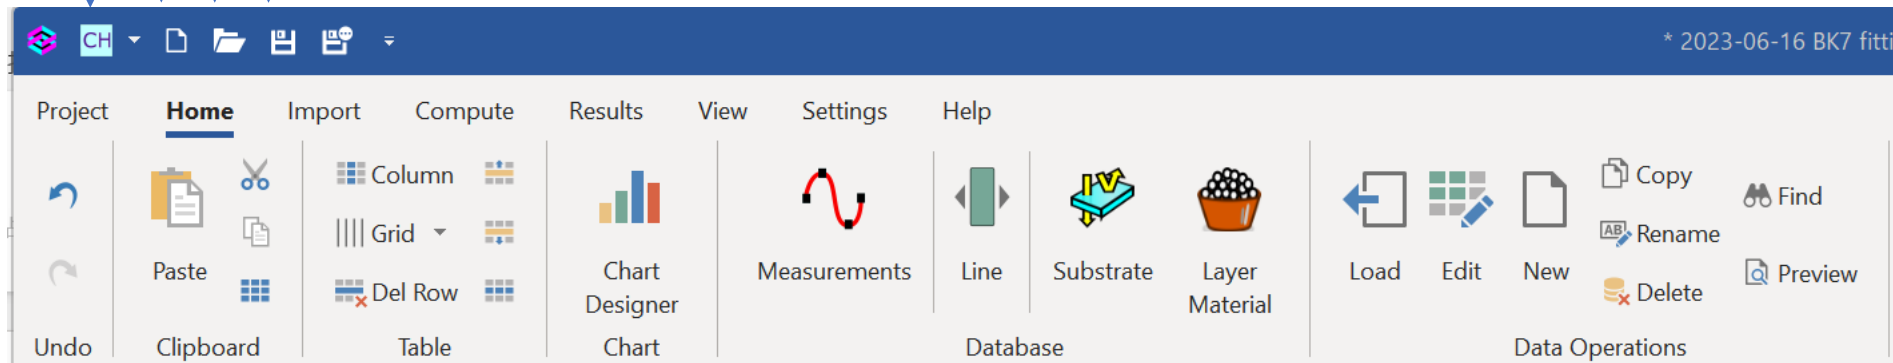 CH
* 2023-06-16 BK7 fitti
Project Home Import Compute Results View Settings Help
Paste
Undo
Clipboard
Column
Grid
Del Row
Table
Chart
Designer
Chart
Measurements
Line
Substrate
Layer
Material
Database
Load
Edit
New
Copy
AB Rename
Delete
Find
Preview
Data Operations